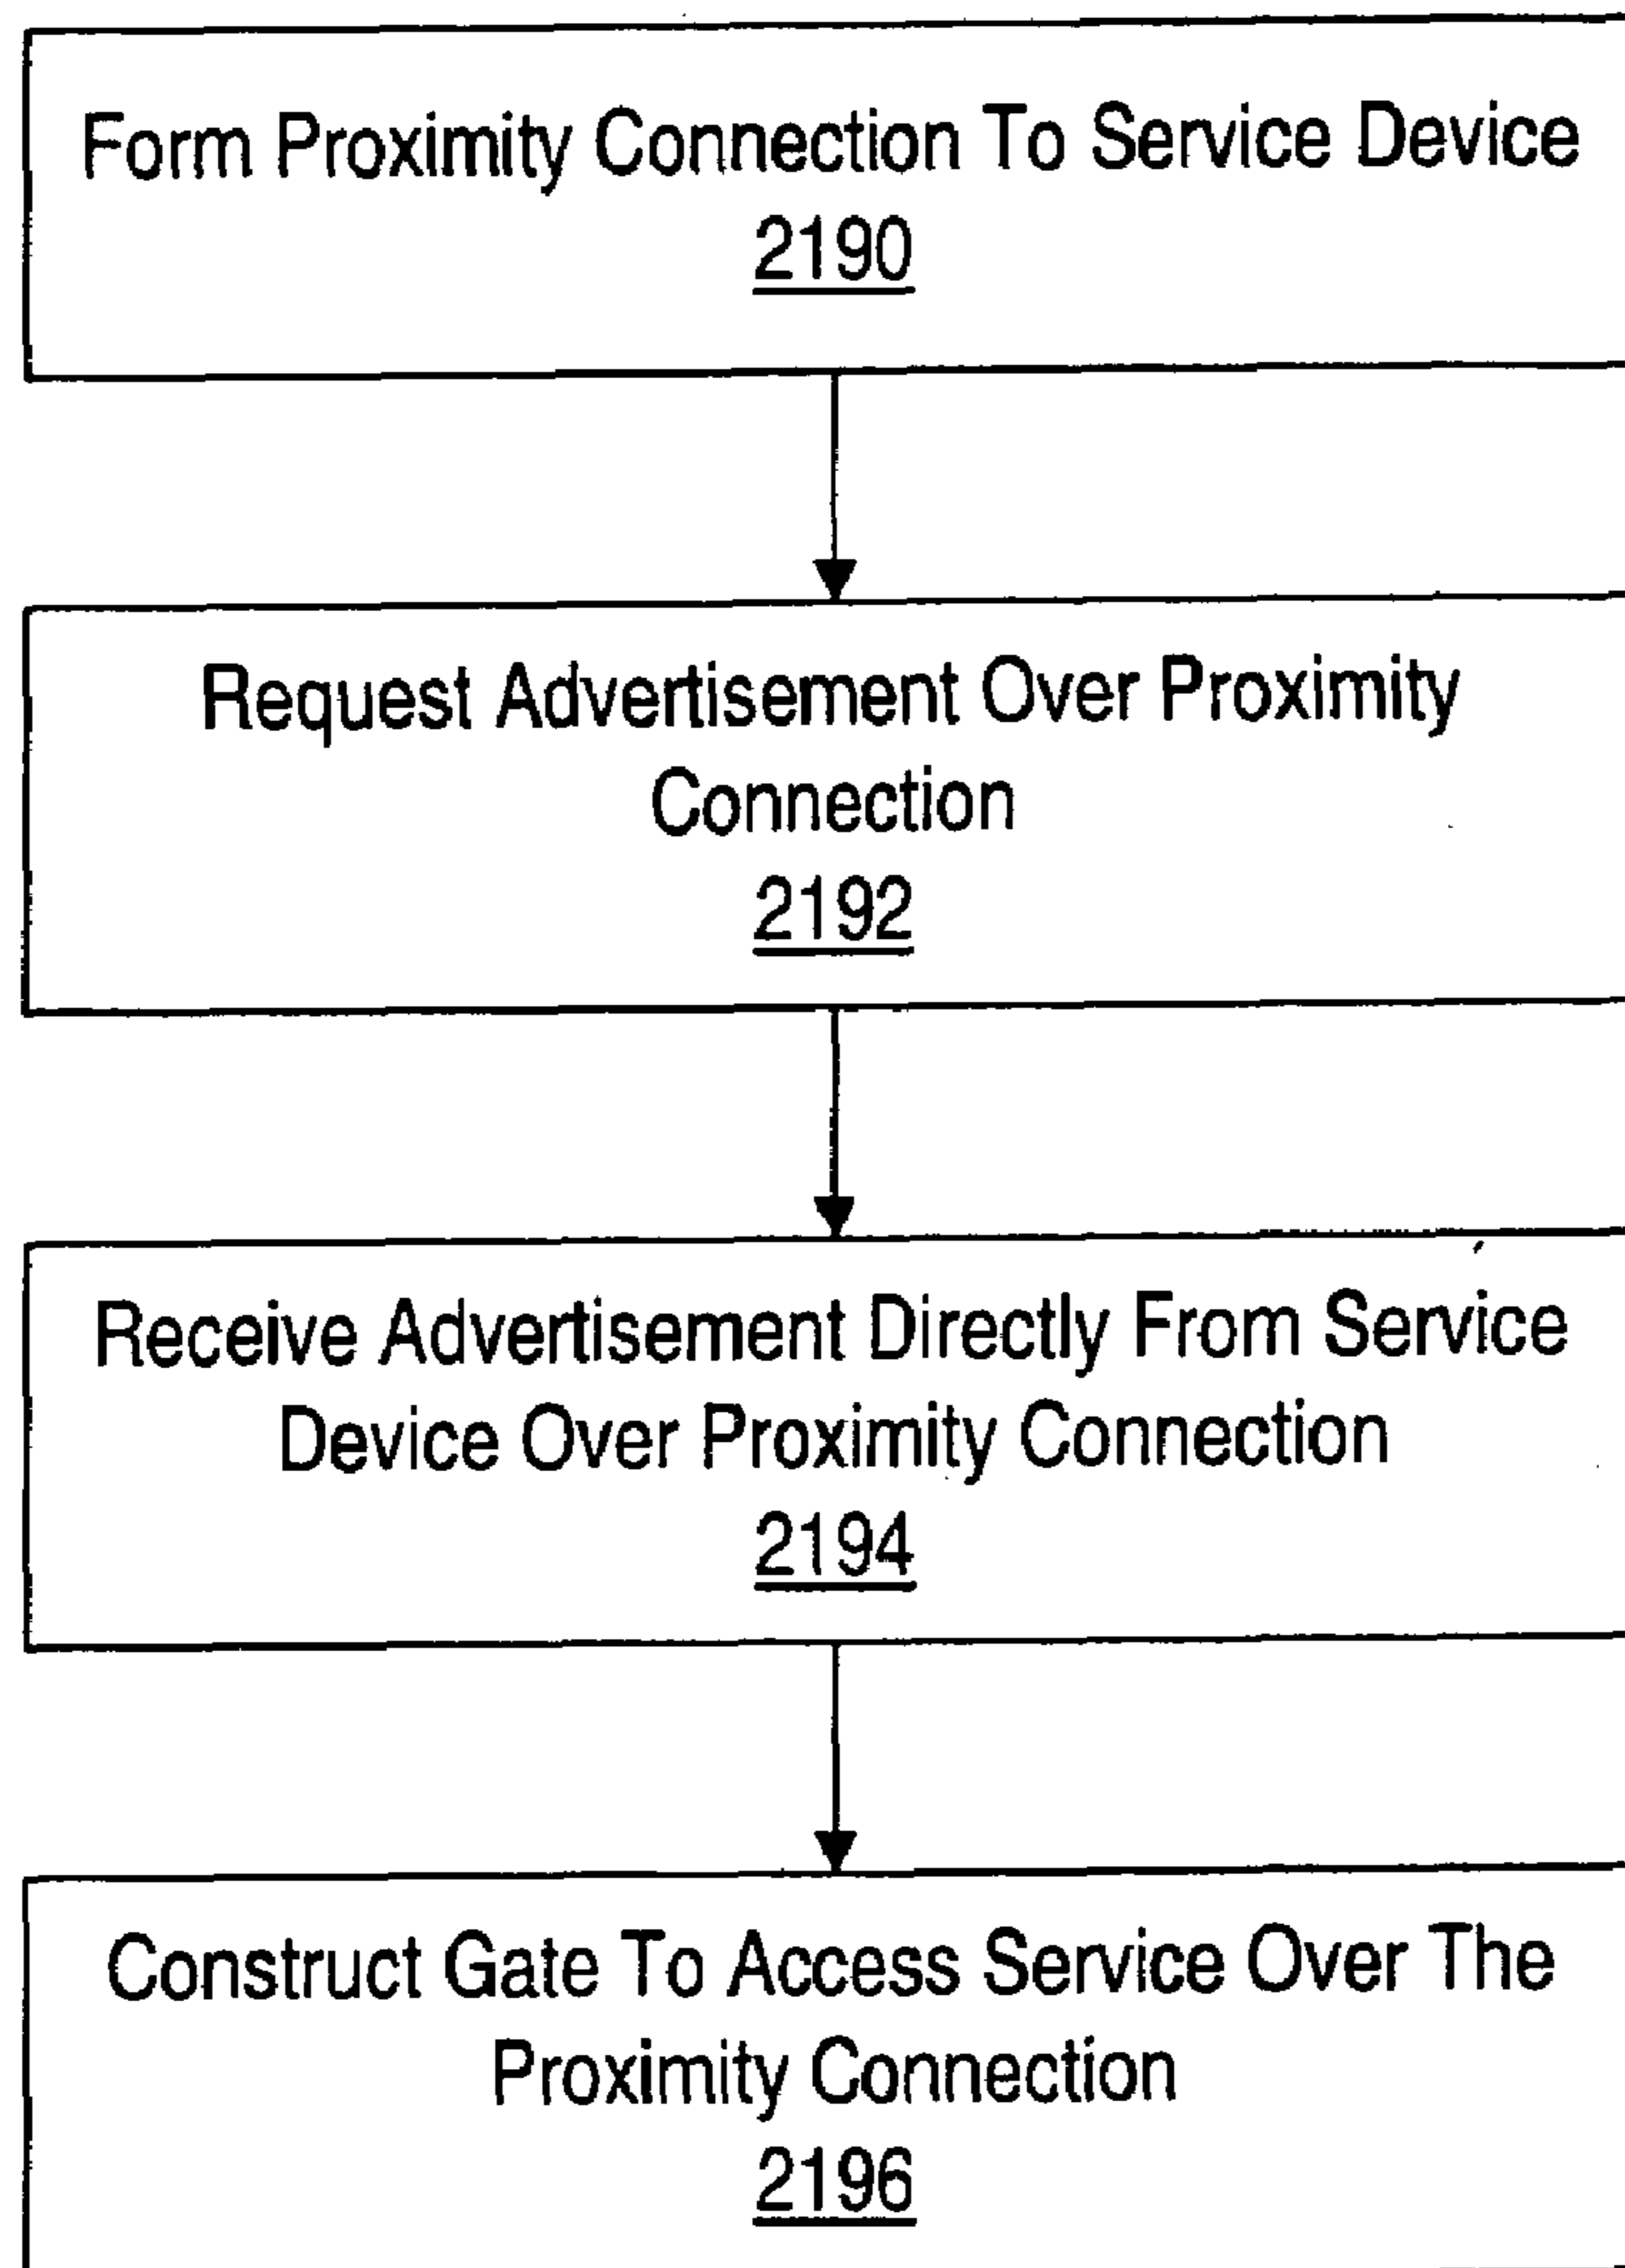 Form Proximity Connection To Service Device
2190
Request Advertisement Over Proximity
Connection
2192
Receive Advertisement Directly From Service
Device Over Proximity Connection
2194
Construct Gate To Access Service Over The
Proximity Connection
2196